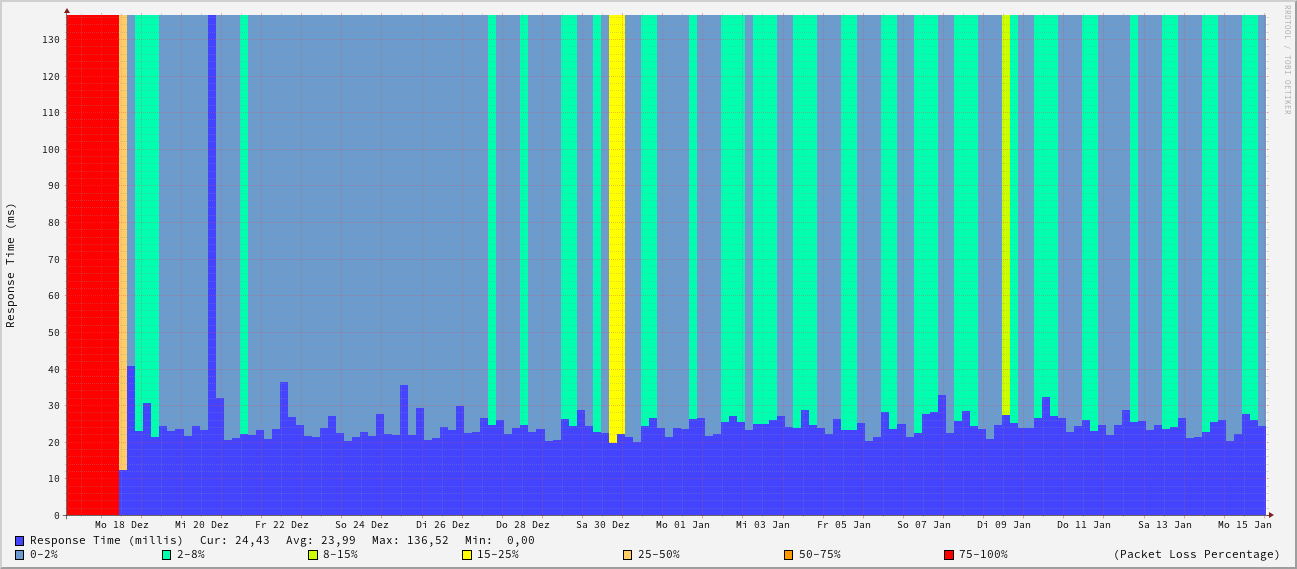 RRDTOOL / TOBI OETIKER
Response Time (ms)
130
120
110
100
90
80
70
60
50
40
30
20
10
0
Mo 18 Dez Mi 20 Dez Fr 22 Dez So 24 Dez Di 26 Dez Do 28 Dez Sa 30 Dez Mo 01 Jan Mi 03 Jan Fr 05 Jan So 07 Jan Di 09 Jan Do 11 Jan Sa 13 Jan Mo 15 Jan
Response Time (millis) Cur: 24,43 Avg: 23,99 Max: 136,52 Min: 0,00
0-2% 2-8% 8-15% 15-25% 25-50% 50-75% 75-100% (Packet Loss Percentage)